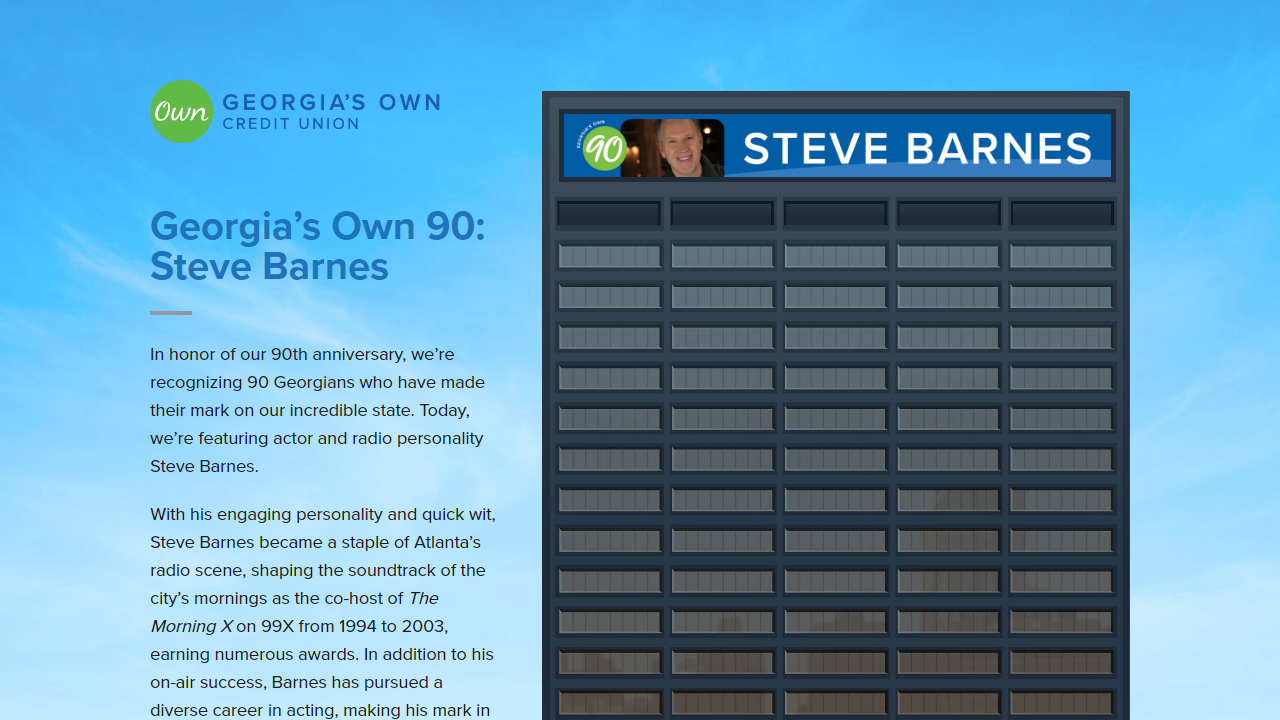 Own
GEORGIA'S OWN
CREDIT UNION
GEORGIA'S OWN
90
STEVE BARNES
Georgia's Own 90:
Steve Barnes
In honor of our 90th anniversary, we're
recognizing 90 Georgians who have made
their mark on our incredible state. Today,
we're featuring actor and radio personality
Steve Barnes.
With his engaging personality and quick wit,
Steve Barnes became a staple of Atlanta's
radio scene, shaping the soundtrack of the
city's mornings as the co-host of The
Morning X on 99X from 1994 to 2003,
earning numerous awards. In addition to his
on-air success, Barnes has pursued a
diverse career in acting, making his mark in